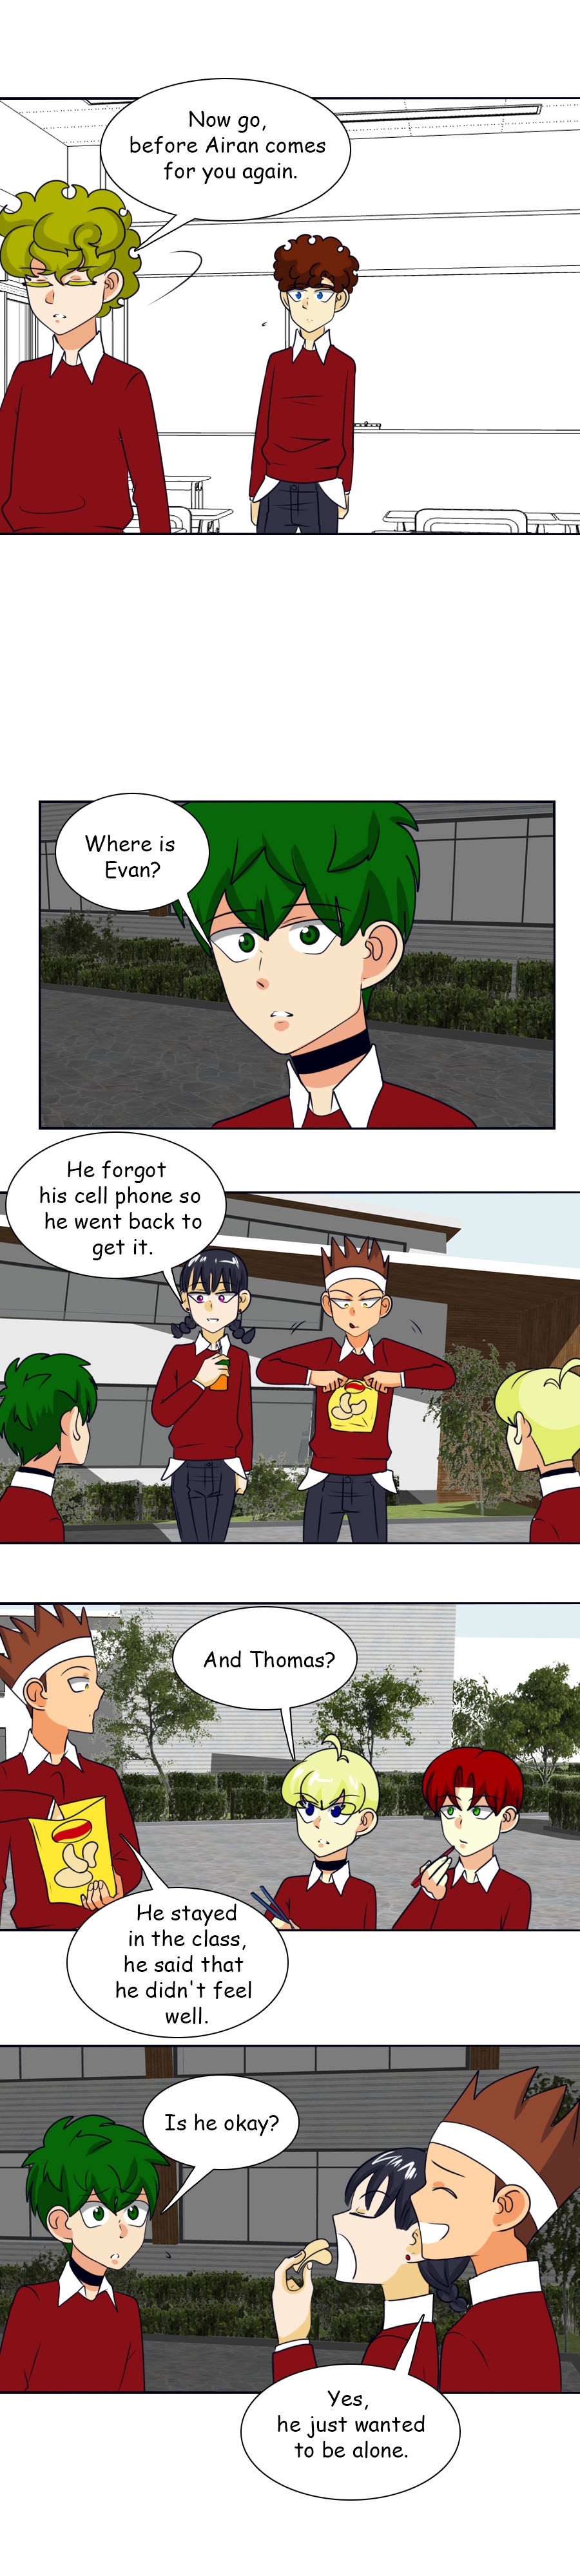 Now go,
before Airan comes
for you again.
Where is
Evan?
He forgot
his cell phone so
he went back to
get it.
And Thomas?
He stayed
in the class,
he said that
he didn't feel
well.
Is he okay?
Yes,
he just wanted
to be alone.